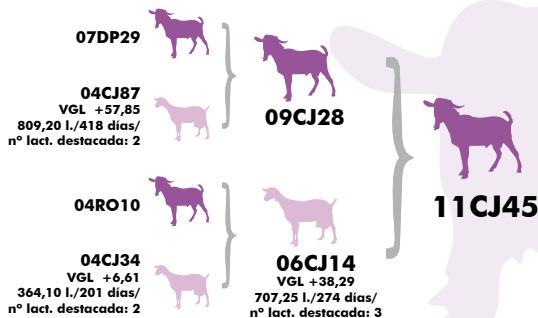 07DP29
04CJ87
VGL +57,85
809,20 l./418 días/
nº lact. destacada: 2
09CJ28
04RO10
04CJ34
VGL +6,61
364,10 l./201 días/
nº lact. destacada: 2
06CJ14
VGL +38,29
707,25 l./274 días/
nº lact. destacada: 3
11CJ45